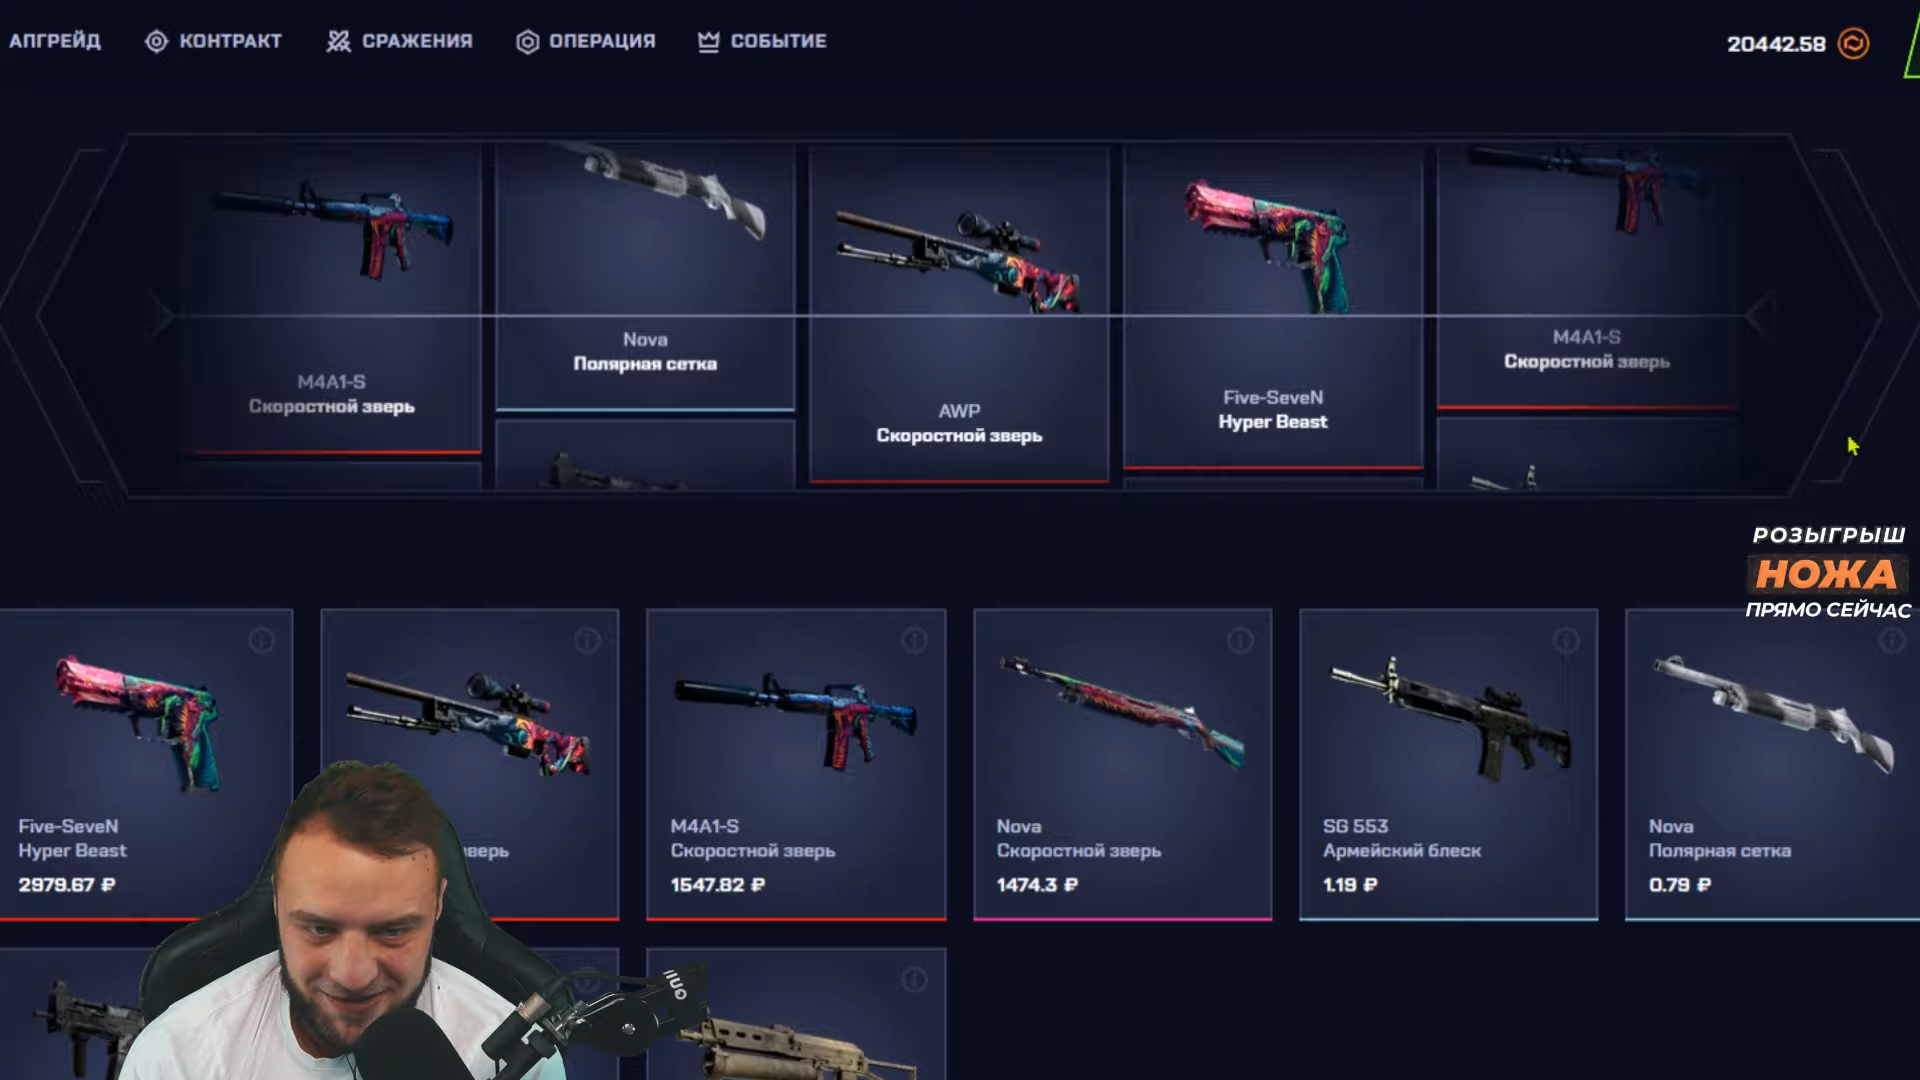 АПГРЕЙД
КОНТРАКТ
СРАЖЕНИЯ
ОПЕРАЦИЯ
СОБЫТИЕ
20442.58
M4A1-S
Скоростной зверь
Nova
Полярная сетка
AWP
Скоростной зверь
Five-SeveN
Hyper Beast
M4A1-S
Скоростной зверь
РОЗЫГРЫШ
НОЖА
ПРЯМО СЕЙЧАС
Five-SeveN
Hyper Beast
2979.67 ₽
зверь
M4A1-S
Скоростной зверь
1547.82 ₽
Nova
Скоростной зверь
1474.3 ₽
SG 553
Армейский блеск
1.19 ₽
Nova
Полярная сетка
0.79 ₽